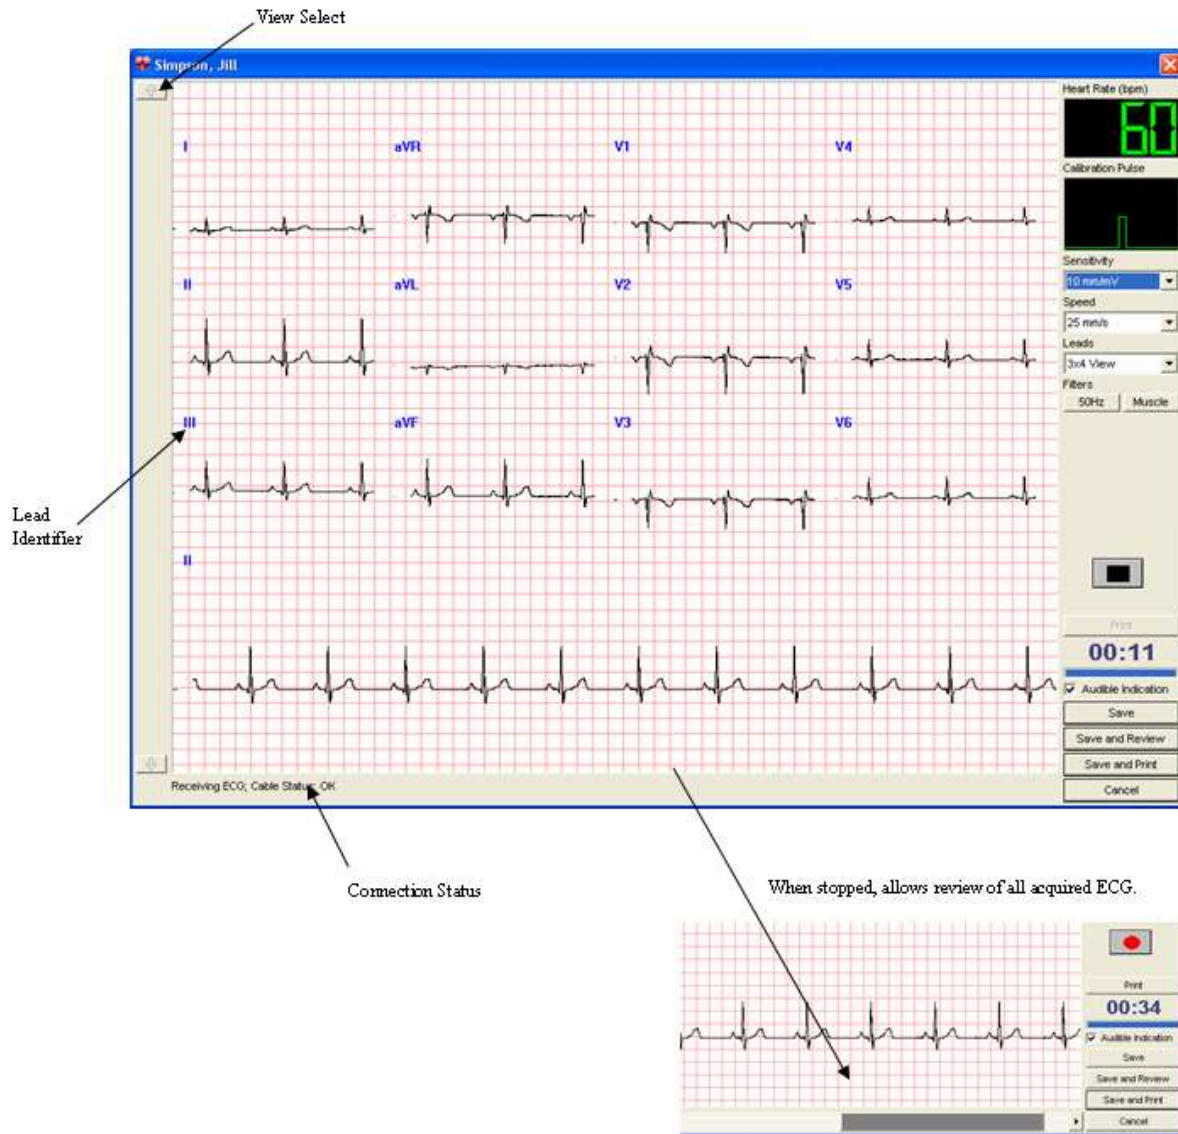 View Select
Simpson, Jill
Heart Rate (bpm)
60
I aVR V1 V4
Calibration Pulse
Sensitivity
10 mm/mV
II aVL V2 V5
Speed
25 mm/s
Leads
3x4 View
Filters
50Hz Muscle
III aVF V3 V6
Lead
Identifier
II
Print
00:11
Audible Indication
Save
Save and Review
Save and Print
Cancel
Receiving ECG; Cable Status: OK
Connection Status
When stopped, allows review of all acquired ECG.
Print
00:34
Audible Indication
Save
Save and Review
Save and Print
Cancel